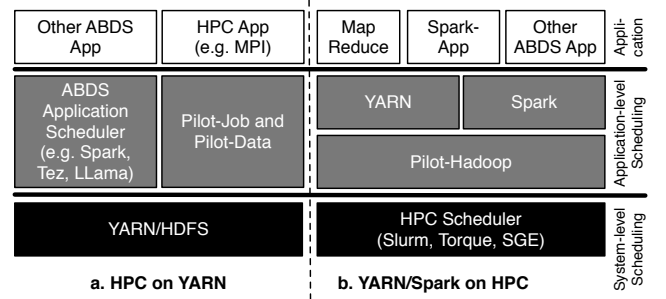 Other ABDS
App
HPC App
(e.g. MPI)
Map
Reduce
Spark-
App
Other
ABDS App
Appli-
cation
ABDS
Application
Scheduler
(e.g. Spark,
Tez, LLama)
Pilot-Job and
Pilot-Data
YARN
Spark
Pilot-Hadoop
Application-level
Scheduling
YARN/HDFS
HPC Scheduler
(Slurm, Torque, SGE)
System-level
Scheduling
a. HPC on YARN
b. YARN/Spark on HPC